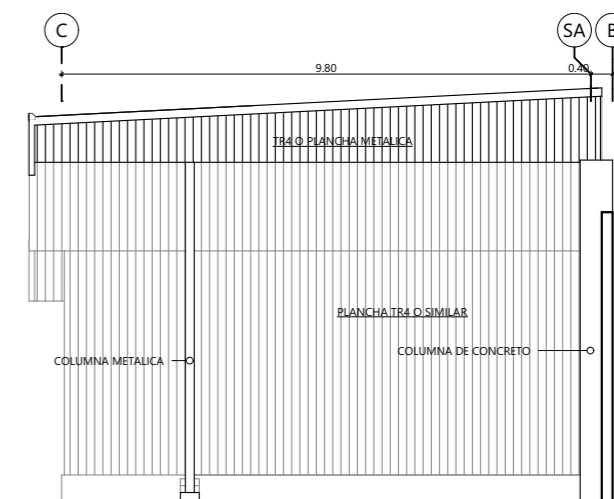 C
SA
B
9.80
0.40
TR4 O PLANCHA METALICA
PLANCHA TR4 O SIMILAR
COLUMNA DE CONCRETO
COLUMNA METALICA